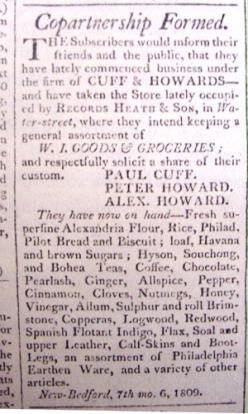 Copartnership Formed.
THE Subscribers would inform their
friends and the public, that they
have lately commenced business under
the firm of CUFF & HOWARDS—
and have taken the Store lately occupi-
ed by RECORDS HEATH & SON, in Wa-
ter-street, where they intend keeping a
general assortment of
W. I. GOODS & GROCERIES;
and respectfully solicit a share of their
custom. PAUL CUFF.
PETER HOWARD.
ALEX. HOWARD.
They have now on hand—Fresh su-
perfine Alexandria Flour, Rice, Philad.
Pilot Bread and Biscuit; loaf, Havana
and brown Sugars; Hyson, Souchong,
and Bohea Teas, Coffee, Chocolate,
Pearlash, Ginger, Allspice, Pepper,
Cinnamon, Cloves, Nutmegs, Honey,
Vinegar, Allum, Sulphur and roll Brim-
stone, Copperas, Logwood, Redwood,
Spanish Flotant Indigo, Flax, Soal and
upper Leather, Calf-Skins and Boot-
Legs, an assortment of Philadelphia
Earthen Ware, and a variety of other
articles.
New-Bedford, 7th mo. 6, 1809.